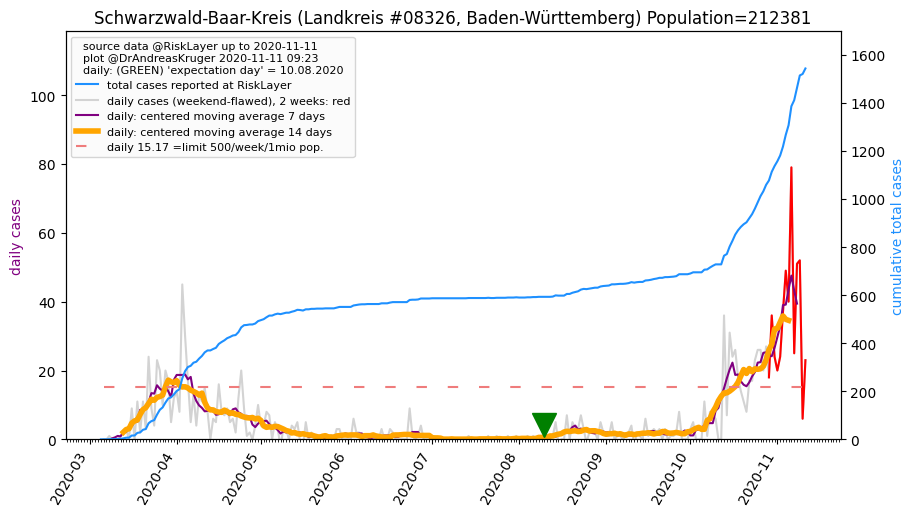 Schwarzwald-Baar-Kreis (Landkreis #08326, Baden-Württemberg) Population=212381
source data @RiskLayer up to 2020-11-11
plot @DrAndreasKruger 2020-11-11 09:23
daily: (GREEN) 'expectation day' = 10.08.2020
total cases reported at RiskLayer
daily cases (weekend-flawed), 2 weeks: red
daily: centered moving average 7 days
daily: centered moving average 14 days
daily 15.17 =limit 500/week/1mio pop.
daily cases
100
80
60
40
20
0
1600
1400
1200
1000
800
600
400
200
0
cumulative total cases
2020-03
2020-04
2020-05
2020-06
2020-07
2020-08
2020-09
2020-10
2020-11